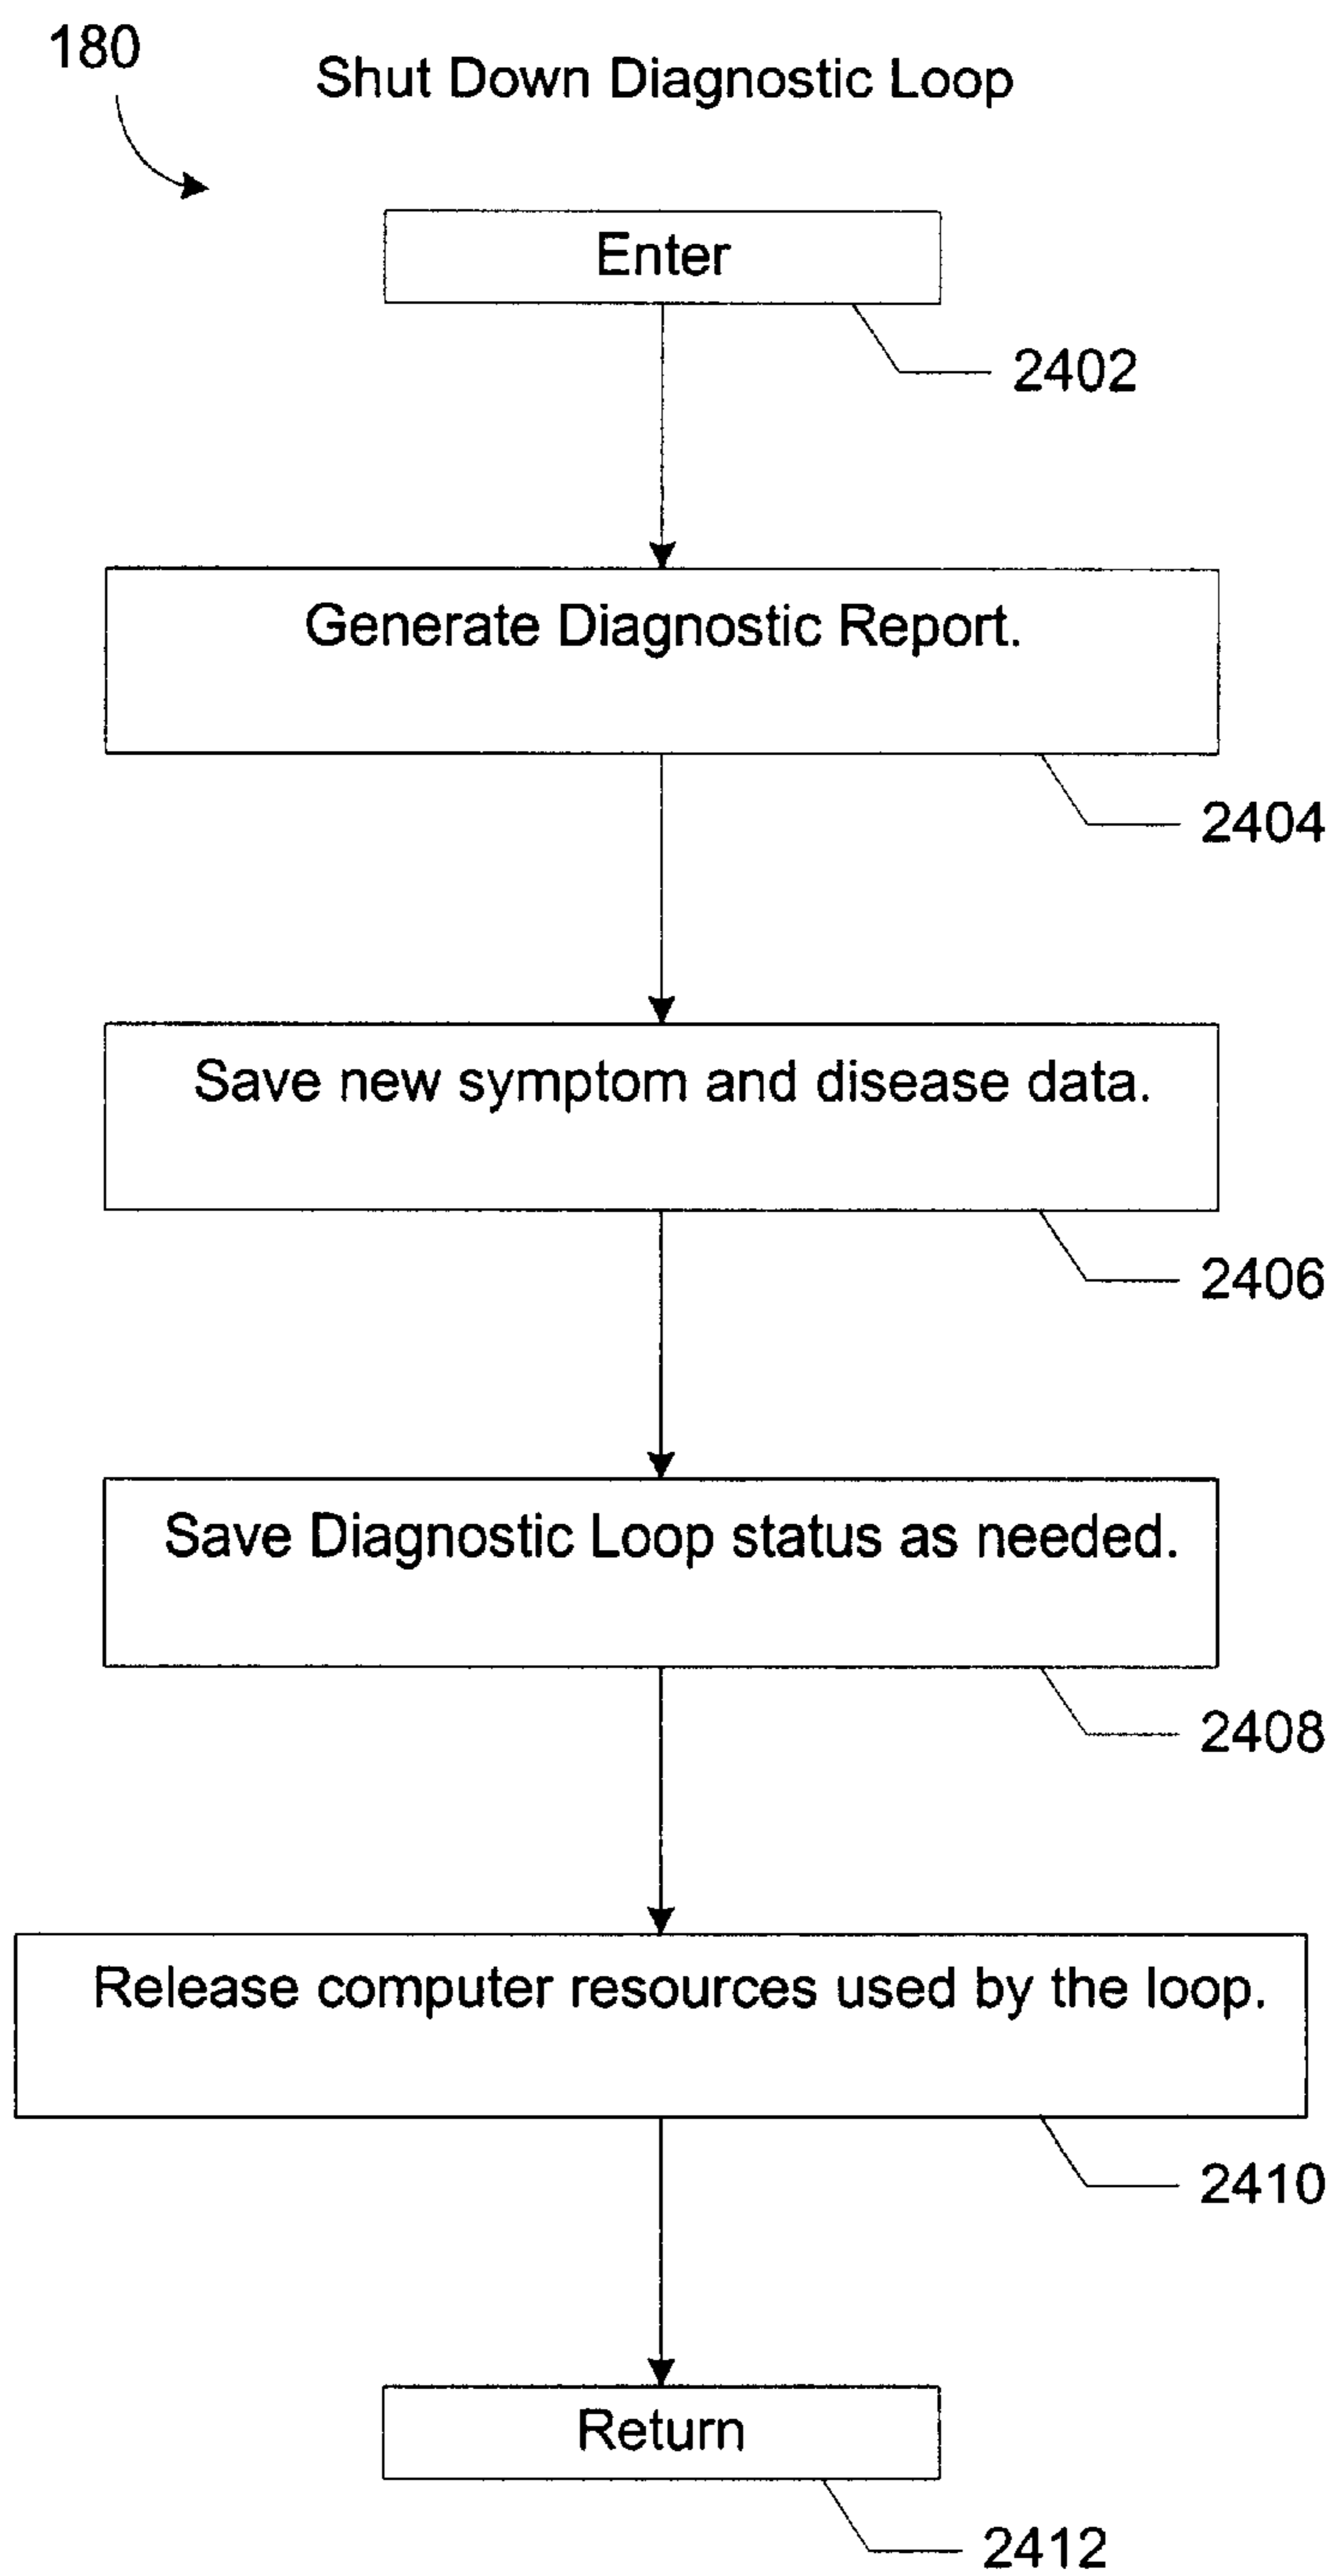 180
Shut Down Diagnostic Loop
Enter
2402
Generate Diagnostic Report.
2404
Save new symptom and disease data.
2406
Save Diagnostic Loop status as needed.
2408
Release computer resources used by the loop.
2410
Return
2412